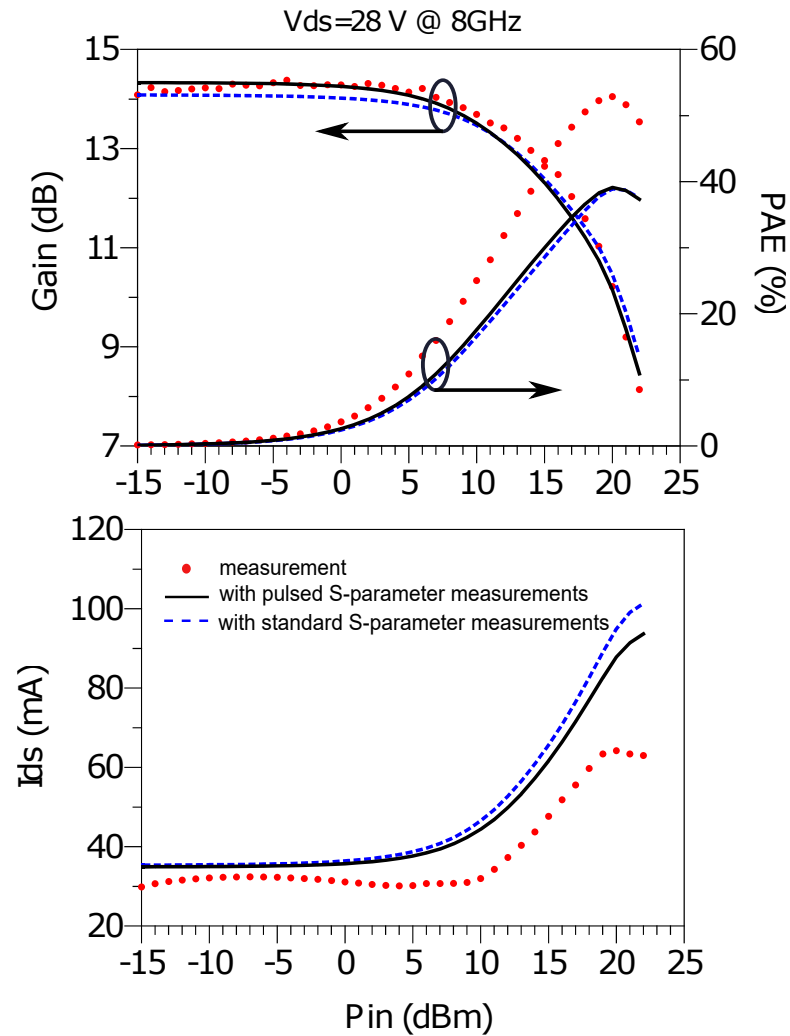 Vds=28 V @ 8GHz
15
13
11
9
7
Gain (dB)
60
40
20
0
PAE (%)
-15 -10 -5 0 5 10 15 20 25
120
100
80
60
40
20
Ids (mA)
measurement
with pulsed S-parameter measurements
with standard S-parameter measurements
-15 -10 -5 0 5 10 15 20 25
Pin (dBm)